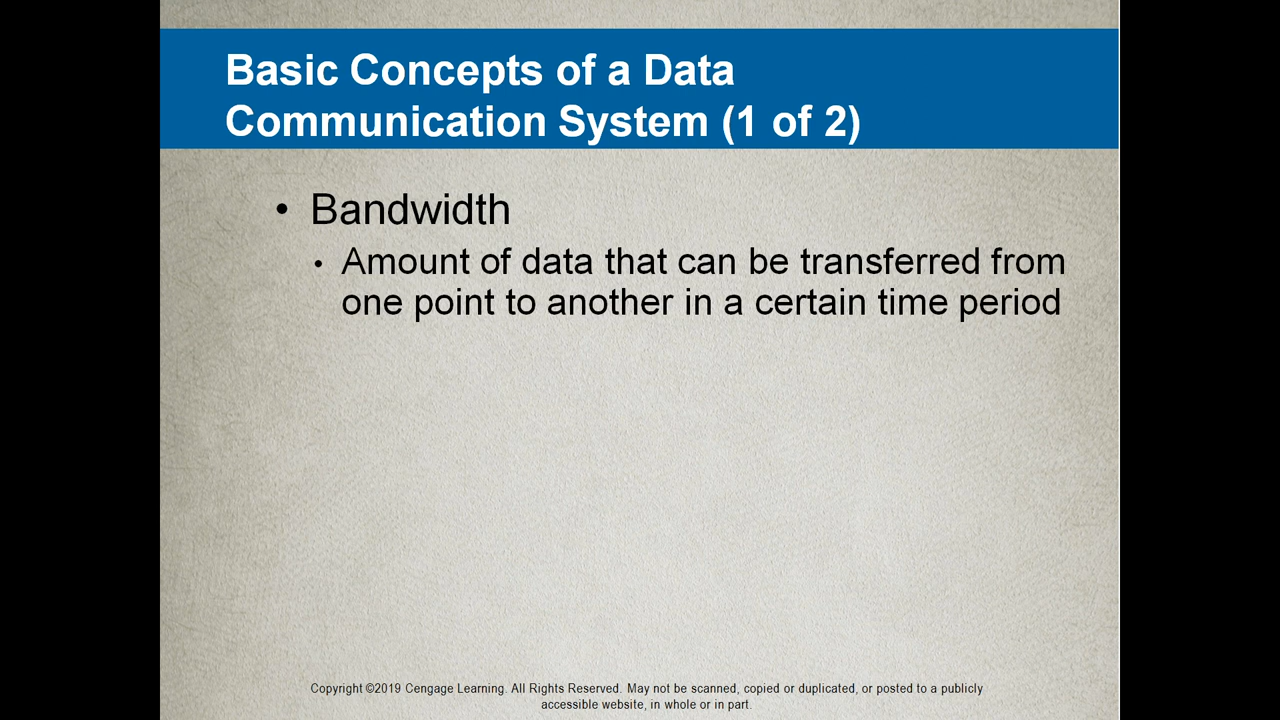 Basic Concepts of a Data
Communication System (1 of 2)
• Bandwidth
• Amount of data that can be transferred from
one point to another in a certain time period
Copyright ©2019 Cengage Learning. All Rights Reserved. May not be scanned, copied or duplicated, or posted to a publicly
accessible website, in whole or in part.